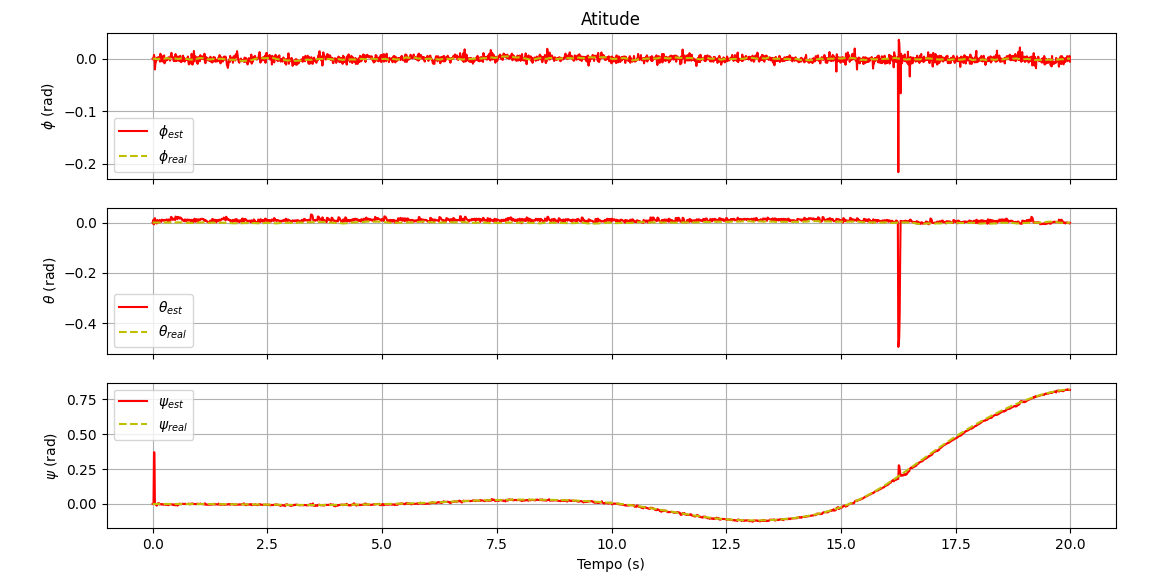 Atitude
ϕ (rad)
0.0
−0.1
−0.2
ϕest
ϕreal
θ (rad)
0.0
−0.2
−0.4
θest
θreal
ψ (rad)
0.75
0.50
0.25
0.00
ψest
ψreal
0.0 2.5 5.0 7.5 10.0 12.5 15.0 17.5 20.0
Tempo (s)